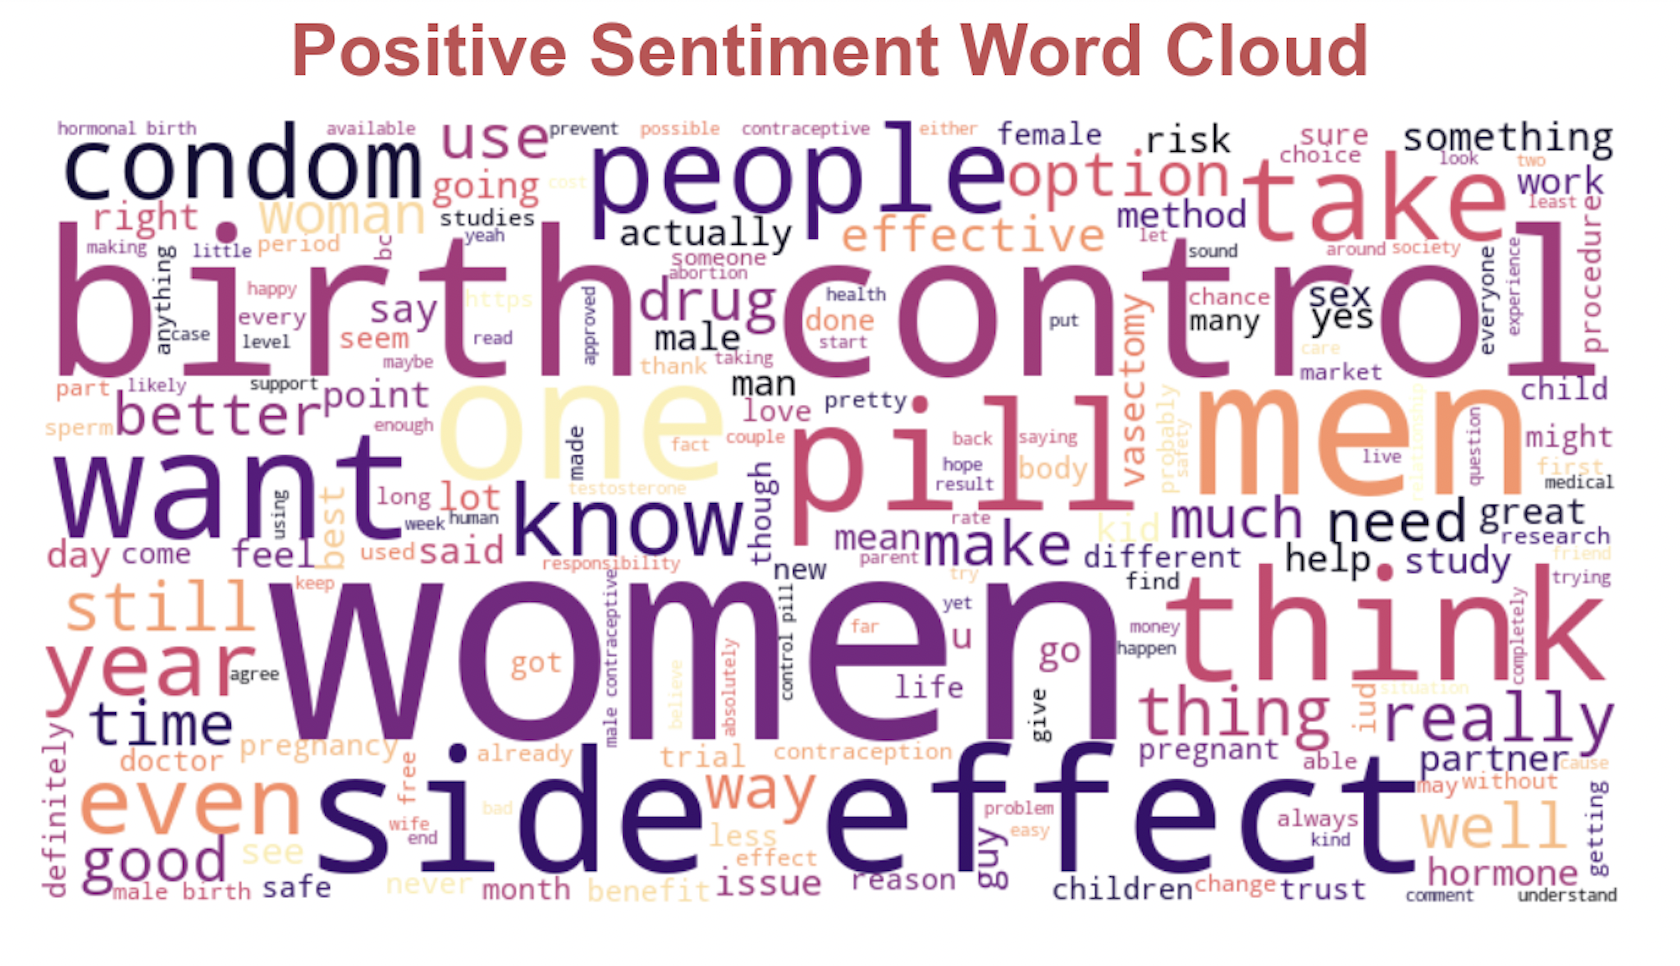 Positive Sentiment Word Cloud
hormonal birth
available
use
prevent
possible
contraceptive
either
female
risk
sure
something
condom
people
choice
look
two
going
cost
option
take
work
least
right
woman
studies
method
procedure
making
little
period
bc
yeah
actually
effective
let
sound
around
society
birth control
anything
someone
abortion
everyone
experience
happy
say
https
approved
drug
health
chance
sex
every
case
level
seem
read
male
done
start
put
many
yes
maybe
thank
taking
vasectomy
care
market
part
likely
support
point
one
man
pill
men
child
better
enough
love
pretty
sperm
fact
couple
back
saying
probably
safety
relationship
question
might
want
made
hope
body
live
first
result
medical
using
best
long
lot
testosterone
though
know
week
human
rate
kid
much
need
great
research
day
come
feel
used
said
mean
make
parent
different
help
study
friend
responsibility
new
try
find
think
trying
keep
still
women
male contraceptive
control pill
yet
u
far
money
happen
completely
year
agree
got
believe
absolutely
go
life
give
thing
iud
situation
really
time
definitely
pregnancy
doctor
free
already
trial
contraception
pregnant
able
partner
cause
even
side effect
way
may
without
bad
wife
end
less
problem
easy
always
kind
well
getting
good
see
effect
guy
hormone
male birth
safe
never
month
benefit
issue
reason
children
change
trust
comment
understand